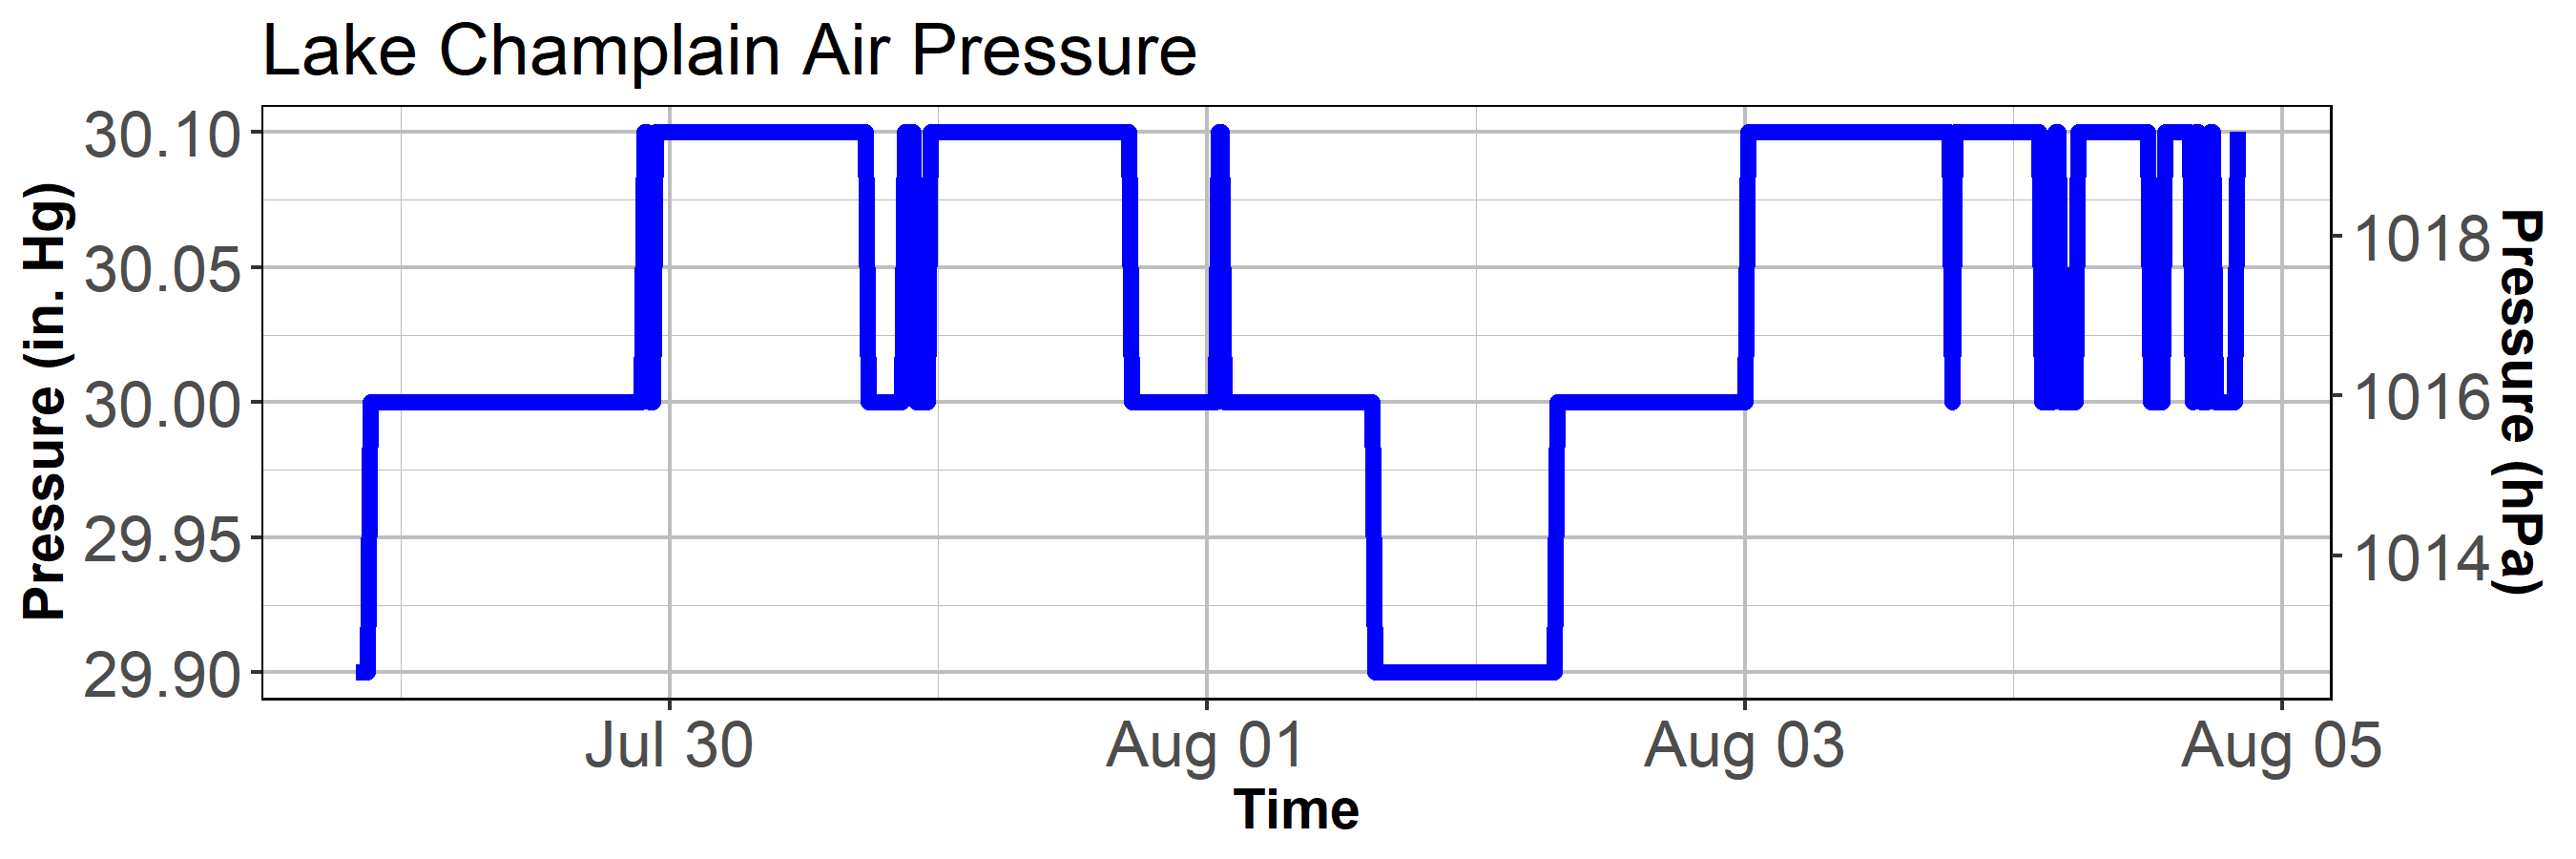 Lake Champlain Air Pressure
30.10
30.05
30.00
29.95
29.90
Pressure (in. Hg)
1018
1016
1014
Pressure (hPa)
Jul 30
Aug 01
Aug 03
Aug 05
Time